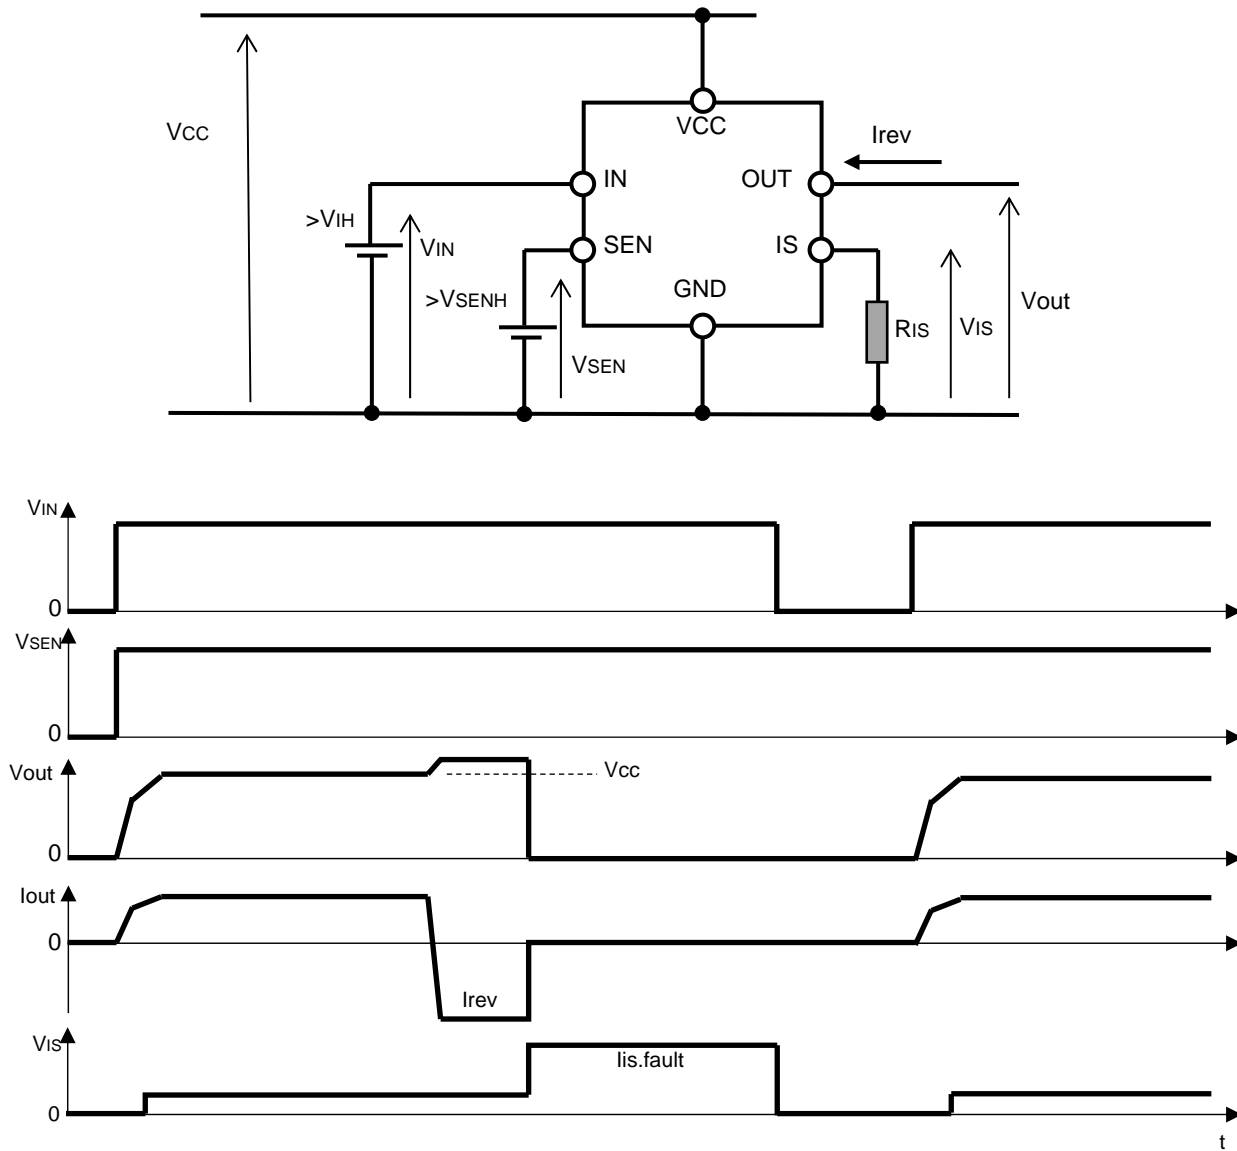 VCC
VCC
Irev
IN
OUT
>VIH
VIN
SEN
IS
>VSENH
GND
Vout
RIS
VIS
VSEN
VIN
0
VSEN
0
Vout
Vcc
0
Iout
0
Irev
VIS
Iis.fault
0
t